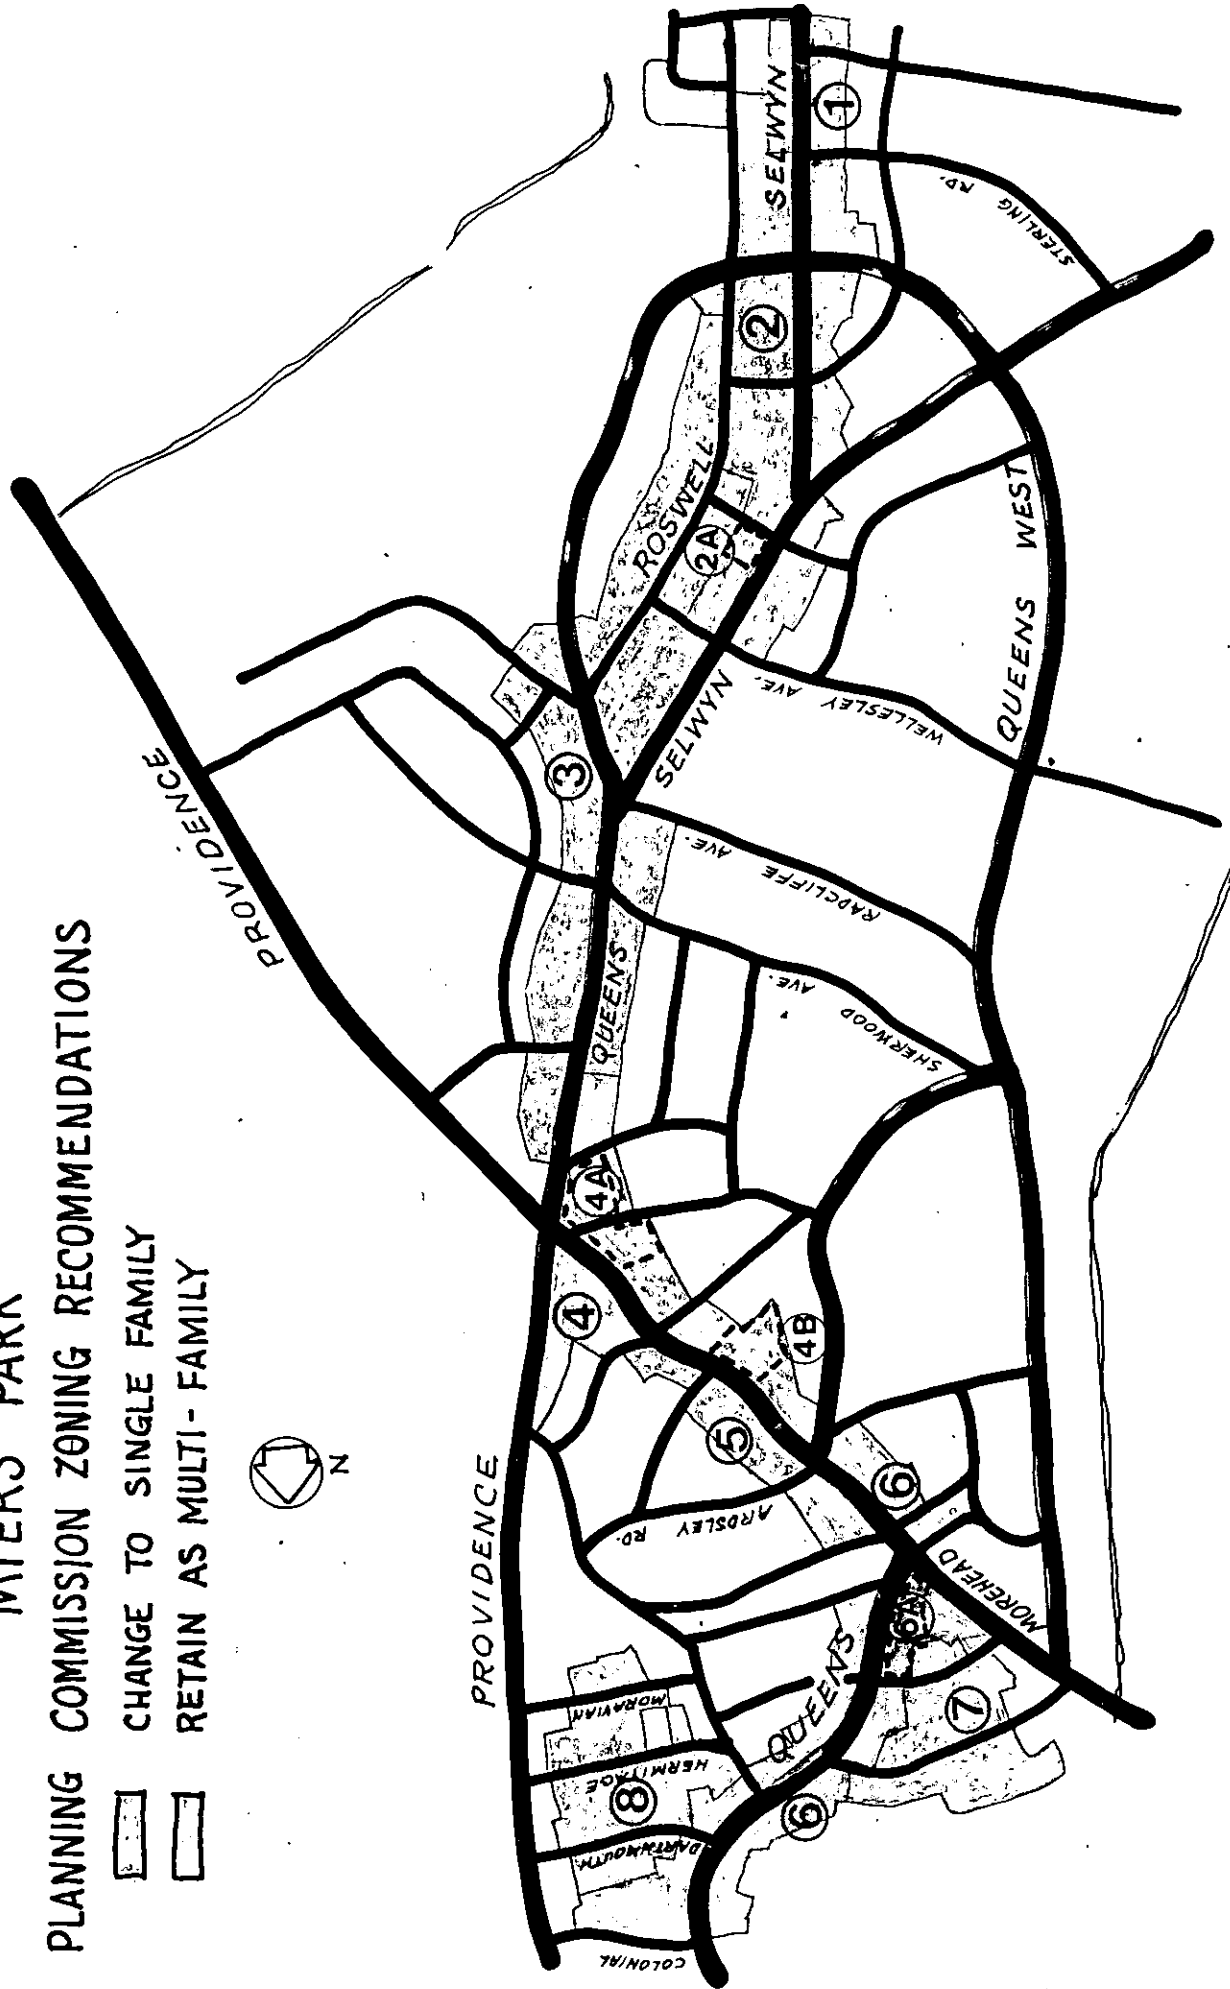 MYERS PARK
PLANNING COMMISSION ZONING RECOMMENDATIONS
CHANGE TO SINGLE FAMILY
RETAIN AS MULTI-FAMILY
N
PROVIDENCE
PROVIDENCE
COLONIAL
DARTHMOUTH
HERMITAGE
MORAVIAN
8
6
QUEENS
7
6A
MOREHEAD
6
ARDSLEY RD.
5
4B
4
4A
QUEENS
SHERWOOD AVE.
RADCLIFFE AVE.
3
SELWYN
WELLESLEY AVE.
QUEENS WEST
ROSWELL
2A
2
SELWYN
1
STERLING RD.